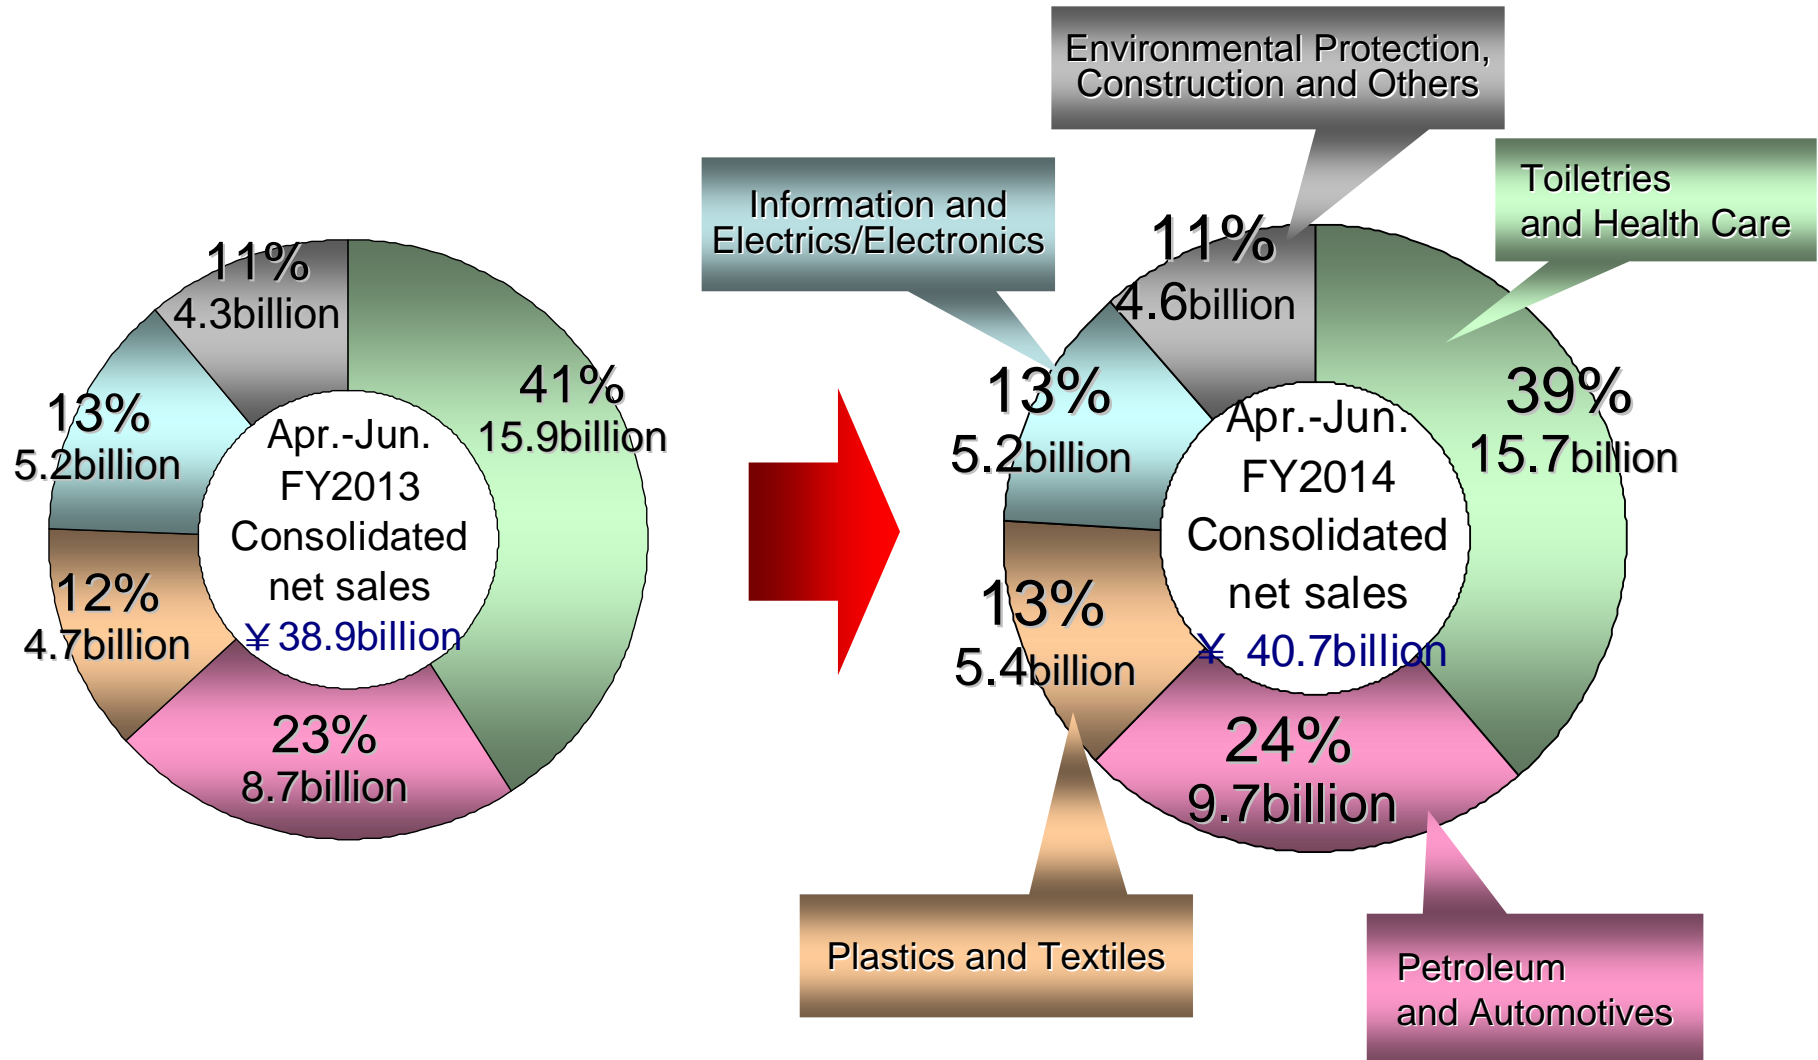 Environmental Protection,
Construction and Others
Toiletries
and Health Care
Information and
Electrics/Electronics
11%
4.3billion
41%
15.9billion
13%
5.2billion
12%
4.7billion
23%
8.7billion
Apr.-Jun.
FY2013
Consolidated
net sales
¥38.9billion
11%
4.6billion
39%
15.7billion
13%
5.2billion
13%
5.4billion
24%
9.7billion
Apr.-Jun.
FY2014
Consolidated
net sales
¥ 40.7billion
Plastics and Textiles
Petroleum
and Automotives